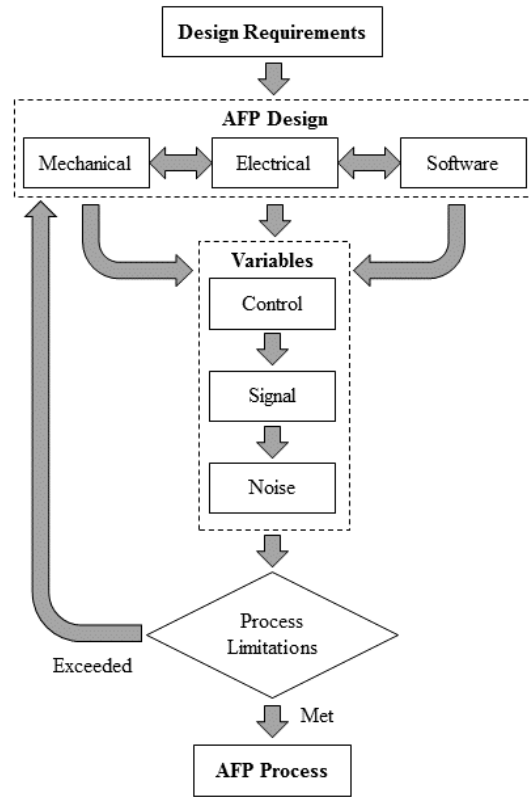 Design Requirements
AFP Design
Mechanical
Electrical
Software
Variables
Control
Signal
Noise
Process
Limitations
Exceeded
Met
AFP Process